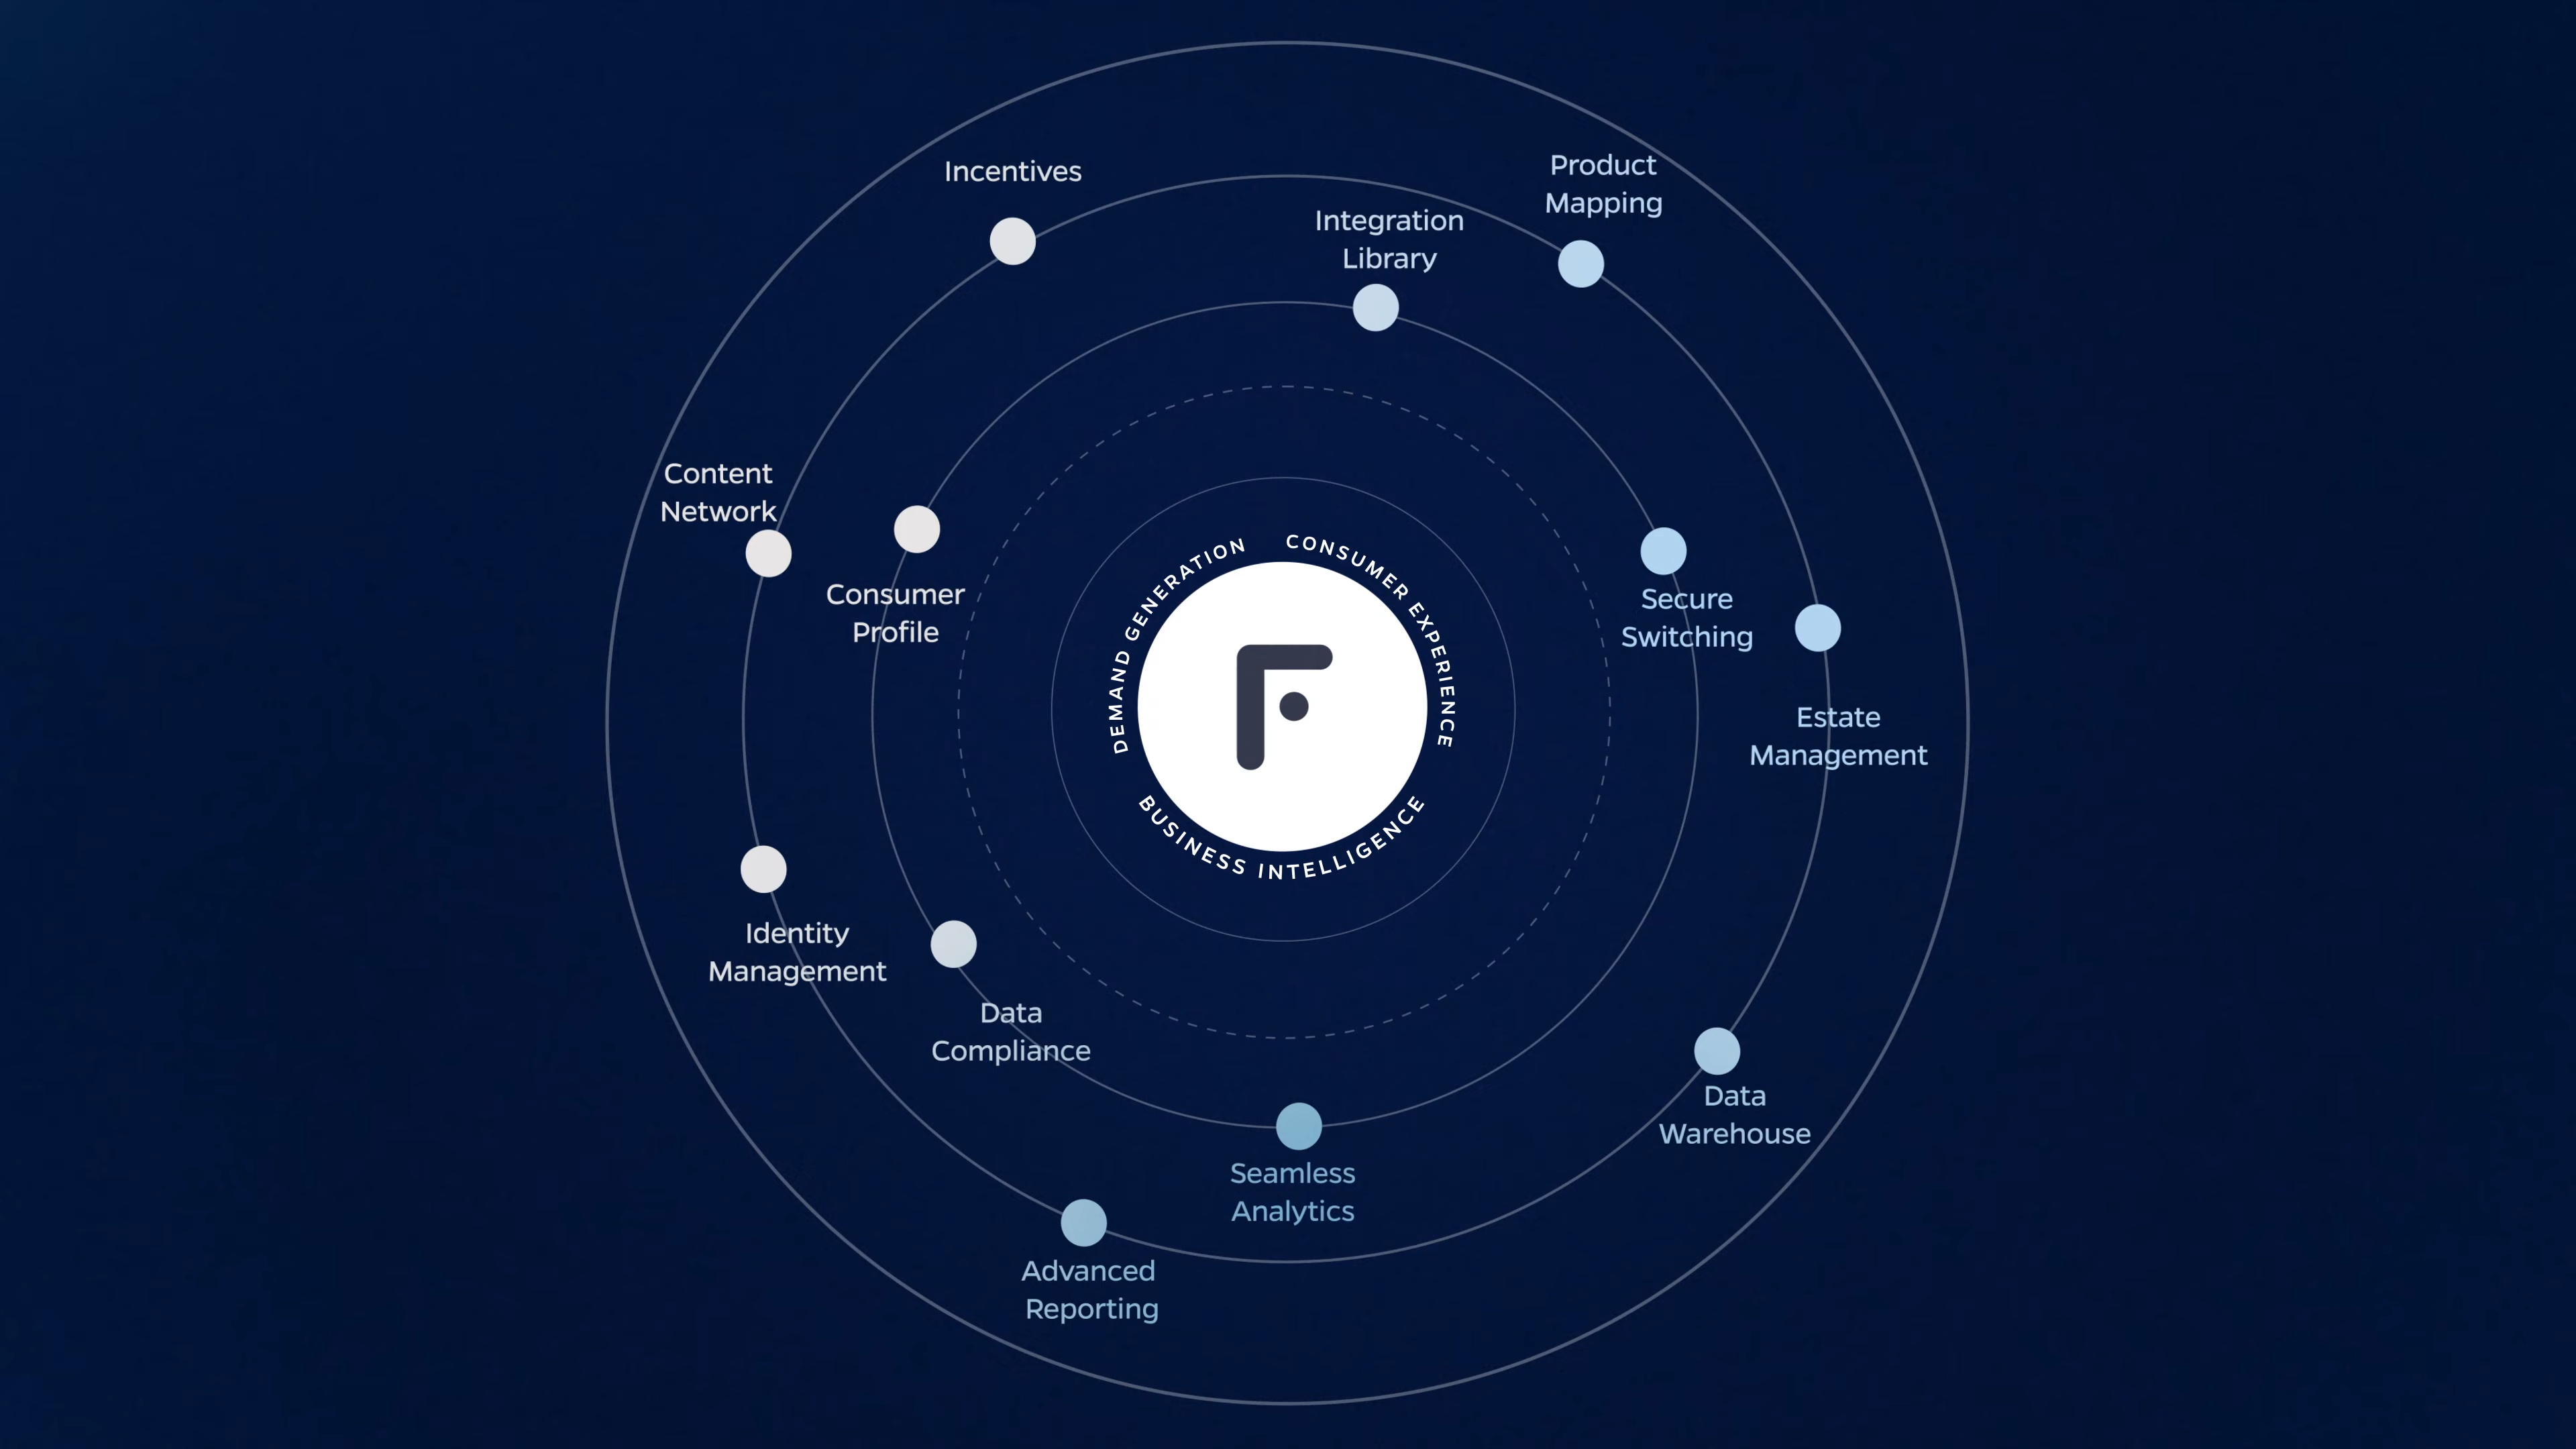 Incentives
Product
Mapping
Integration
Library
Content
Network
Consumer
Profile
DEMAND GENERATION
CONSUMER EXPERIENCE
BUSINESS INTELLIGENCE
Secure
Switching
Estate
Management
Identity
Management
Data
Compliance
Data
Warehouse
Seamless
Analytics
Advanced
Reporting